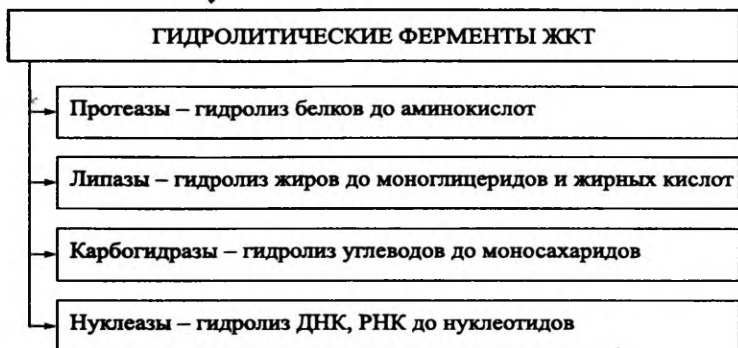 ГИДРОЛИТИЧЕСКИЕ ФЕРМЕНТЫ ЖКТ
Протеазы – гидролиз белков до аминокислот
Липазы – гидролиз жиров до моноглицеридов и жирных кислот
Карбогидразы – гидролиз углеводов до моносахаридов
Нуклеазы – гидролиз ДНК, РНК до нуклеотидов